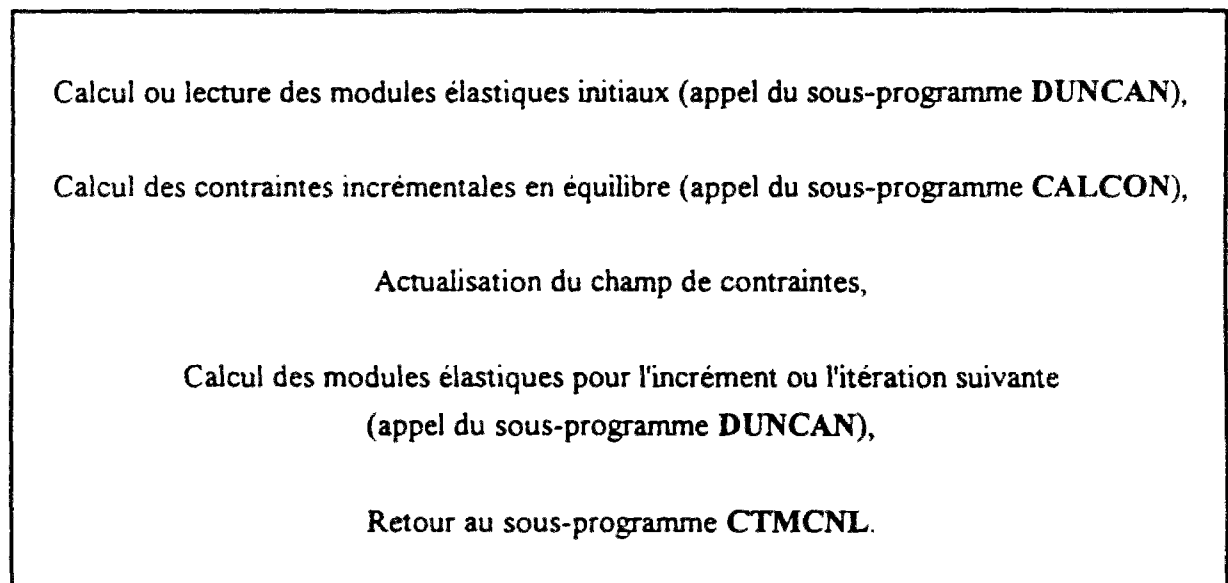 Calcul ou lecture des modules élastiques initiaux (appel du sous-programme DUNCAN),
Calcul des contraintes incrémentales en équilibre (appel du sous-programme CALCON),
Actualisation du champ de contraintes,
Calcul des modules élastiques pour l'incrément ou l'itération suivante
(appel du sous-programme DUNCAN),
Retour au sous-programme CTMCNL.